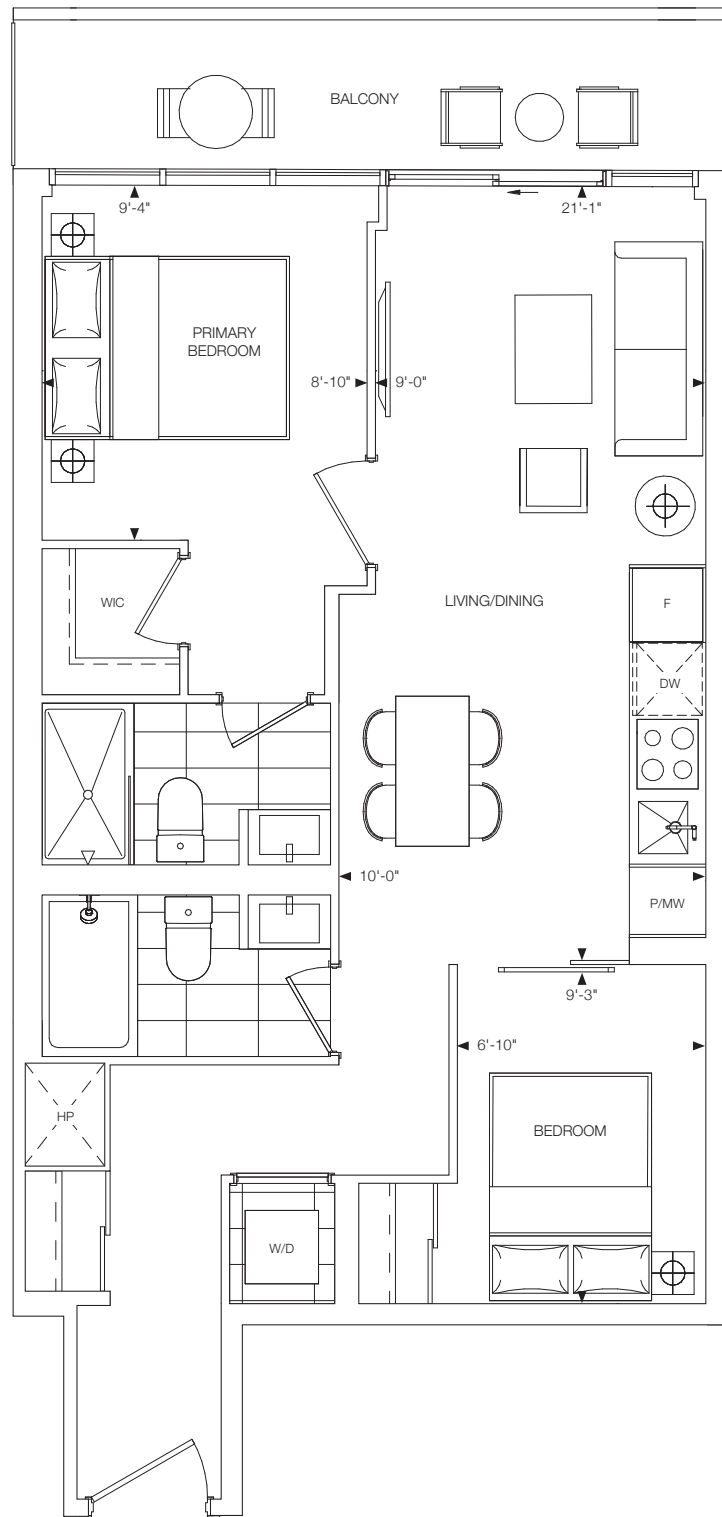 BALCONY
9'-4"
21'-1"
PRIMARY
BEDROOM
8'-10"
9'-0"
WIC
LIVING/DINING
F
DW
10'-0"
P/MW
9'-3"
6'-10"
HP
BEDROOM
W/D